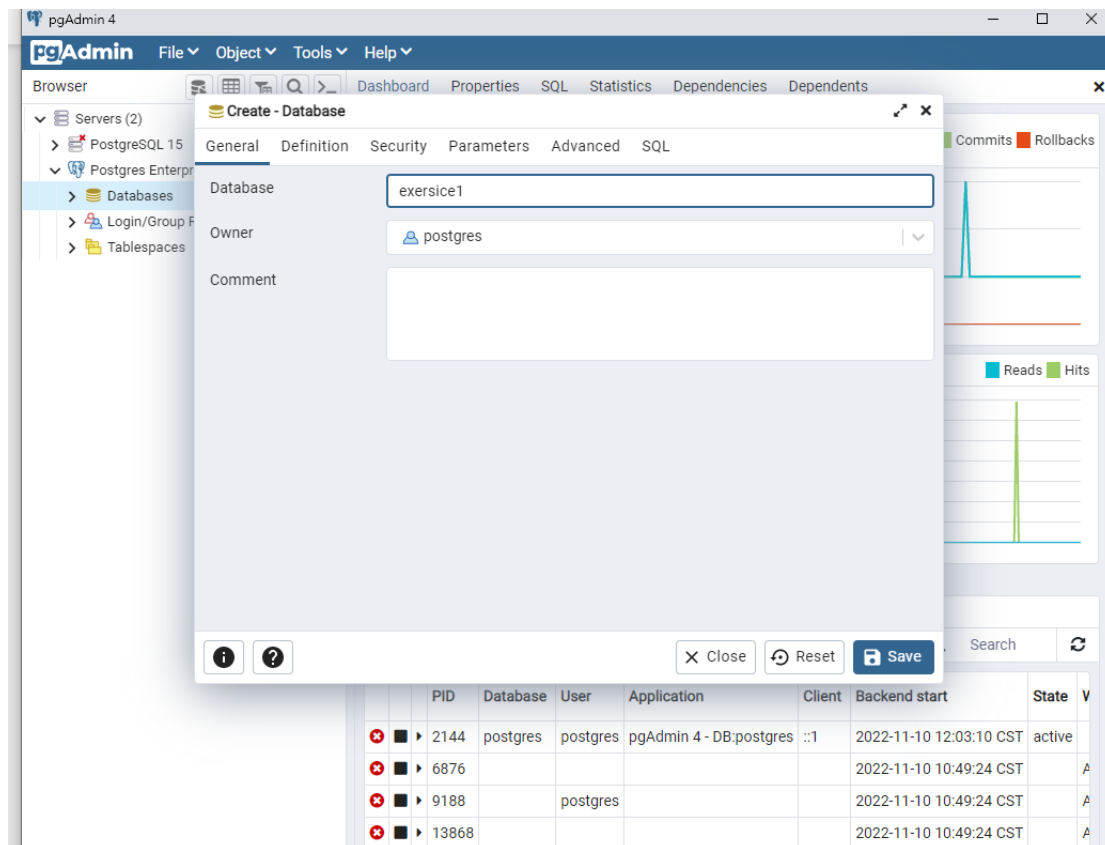 pgAdmin 4
pgAdmin File Object Tools Help
Browser
Dashboard Properties SQL Statistics Dependencies Dependents
Servers (2)
PostgreSQL 15
Postgres Enterpr
Databases
Login/Group
Tablespaces
Create - Database
General Definition Security Parameters Advanced SQL
Database exersice1
Owner postgres
Comment
Close Reset Save
Commits Rollbacks
Reads Hits
Search
PID Database User Application Client Backend start State
2144 postgres postgres pgAdmin 4 - DB:postgres ::1 2022-11-10 12:03:10 CST active
6876 2022-11-10 10:49:24 CST A
9188 postgres 2022-11-10 10:49:24 CST A
13868 2022-11-10 10:49:24 CST A